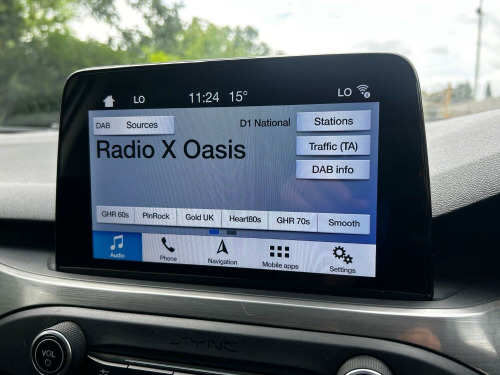 LO 11:24 15° LO
DAB Sources D1 National Stations
Radio X Oasis
Traffic (TA)
DAB info
GHR 60s PinRock Gold UK Heart80s GHR 70s Smooth
Audio Phone Navigation Mobile apps Settings
VOL
SYNC